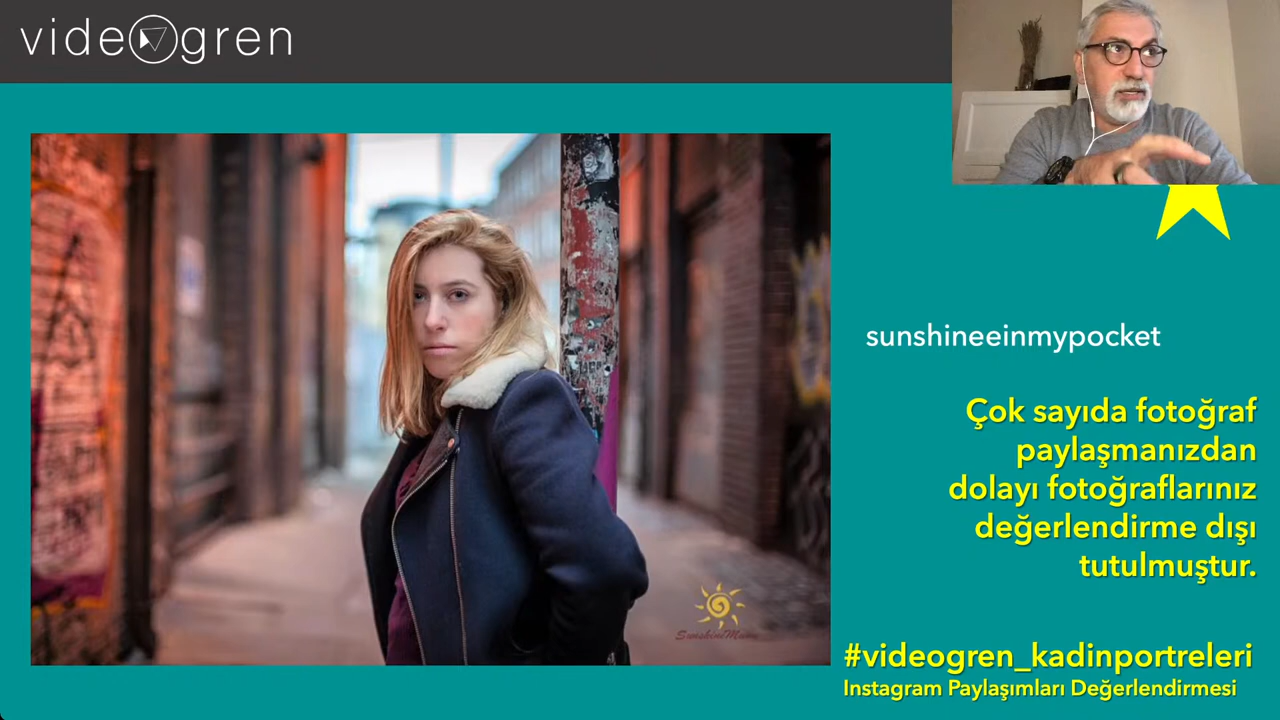 videogren
sunshineeinmypocket
Çok sayıda fotoğraf
paylaşmanızdan
dolayı fotoğraflarınız
değerlendirme dışı
tutulmuştur.
#videogren_kadinportreleri
Instagram Paylaşımları Değerlendirmesi